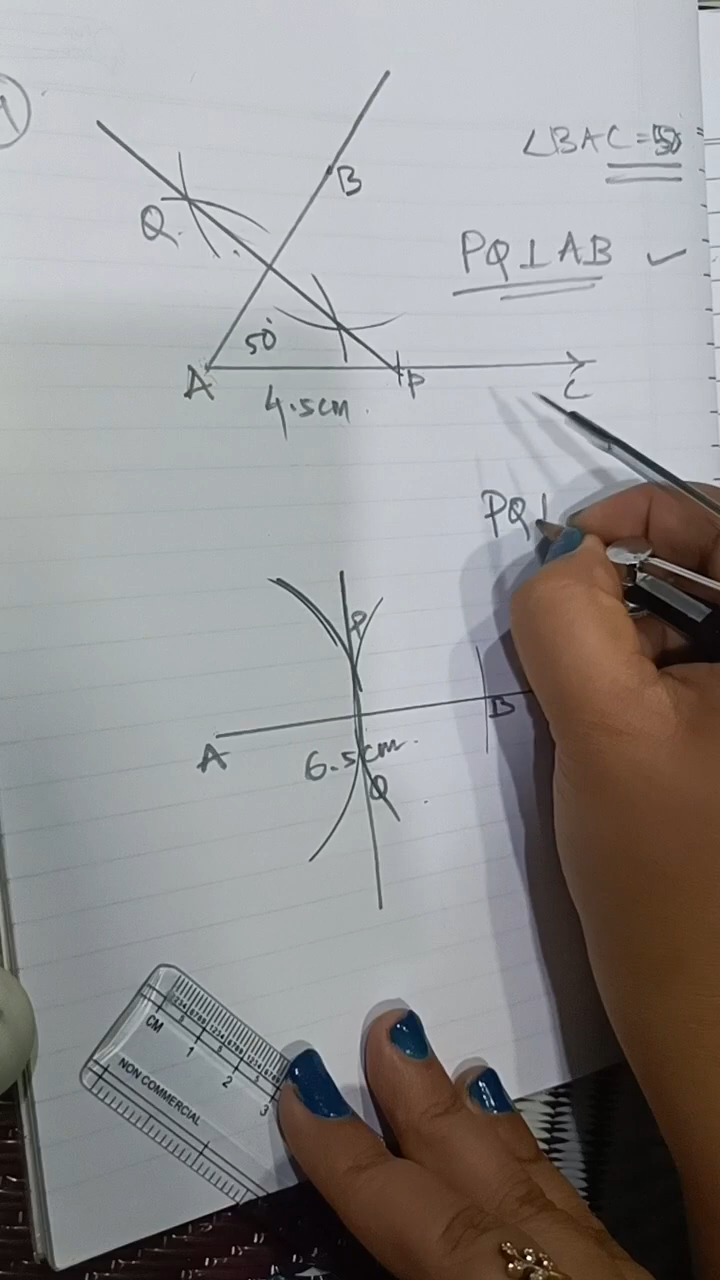 ∠BAC=50
B
Q.
PQ⊥AB ✓
50°
A
P
C
4.5cm.
PQ⊥
P
B
A
6.5cm.
Q
CM
1
2
3
NON COMMERCIAL